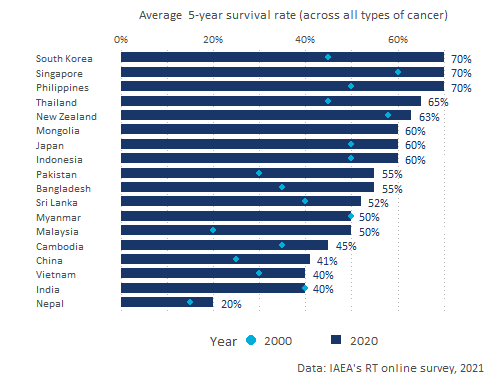 Average 5-year survival rate (across all types of cancer)
0% 20% 40% 60%
South Korea 70%
Singapore 70%
Philippines 70%
Thailand 65%
New Zealand 63%
Mongolia 60%
Japan 60%
Indonesia 60%
Pakistan 55%
Bangladesh 55%
Sri Lanka 52%
Myanmar 50%
Malaysia 50%
Cambodia 45%
China 41%
Vietnam 40%
India 40%
Nepal 20%
Year 2000 2020
Data: IAEA's RT online survey, 2021